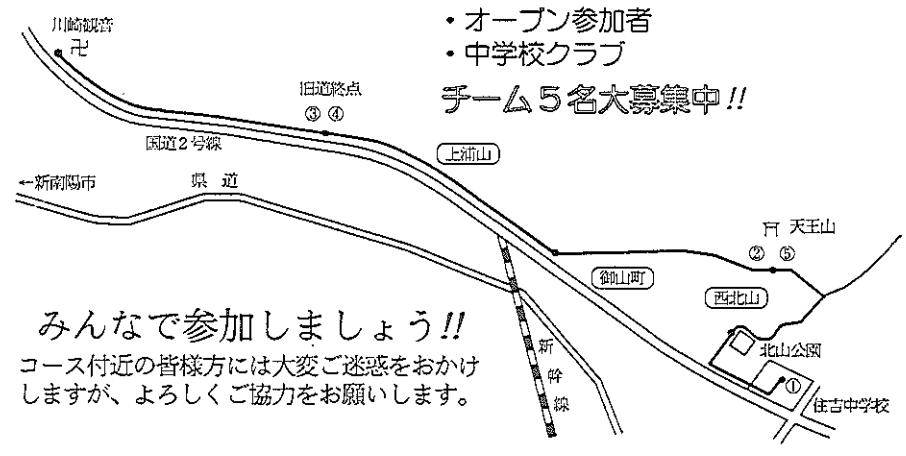 ・オープン参加者
・中学校クラブ
チーム5名大募集中!!
川崎観音
卍
旧道終点
③ ④
国道2号線
上浦山
←新南陽市
県 道
天王山
② ⑤
御山町
西北山
北山公園
①
住吉中学校
新幹線
みんなで参加しましょう!!
コース付近の皆様方には大変ご迷惑をおかけ
しますが、よろしくご協力をお願いします。